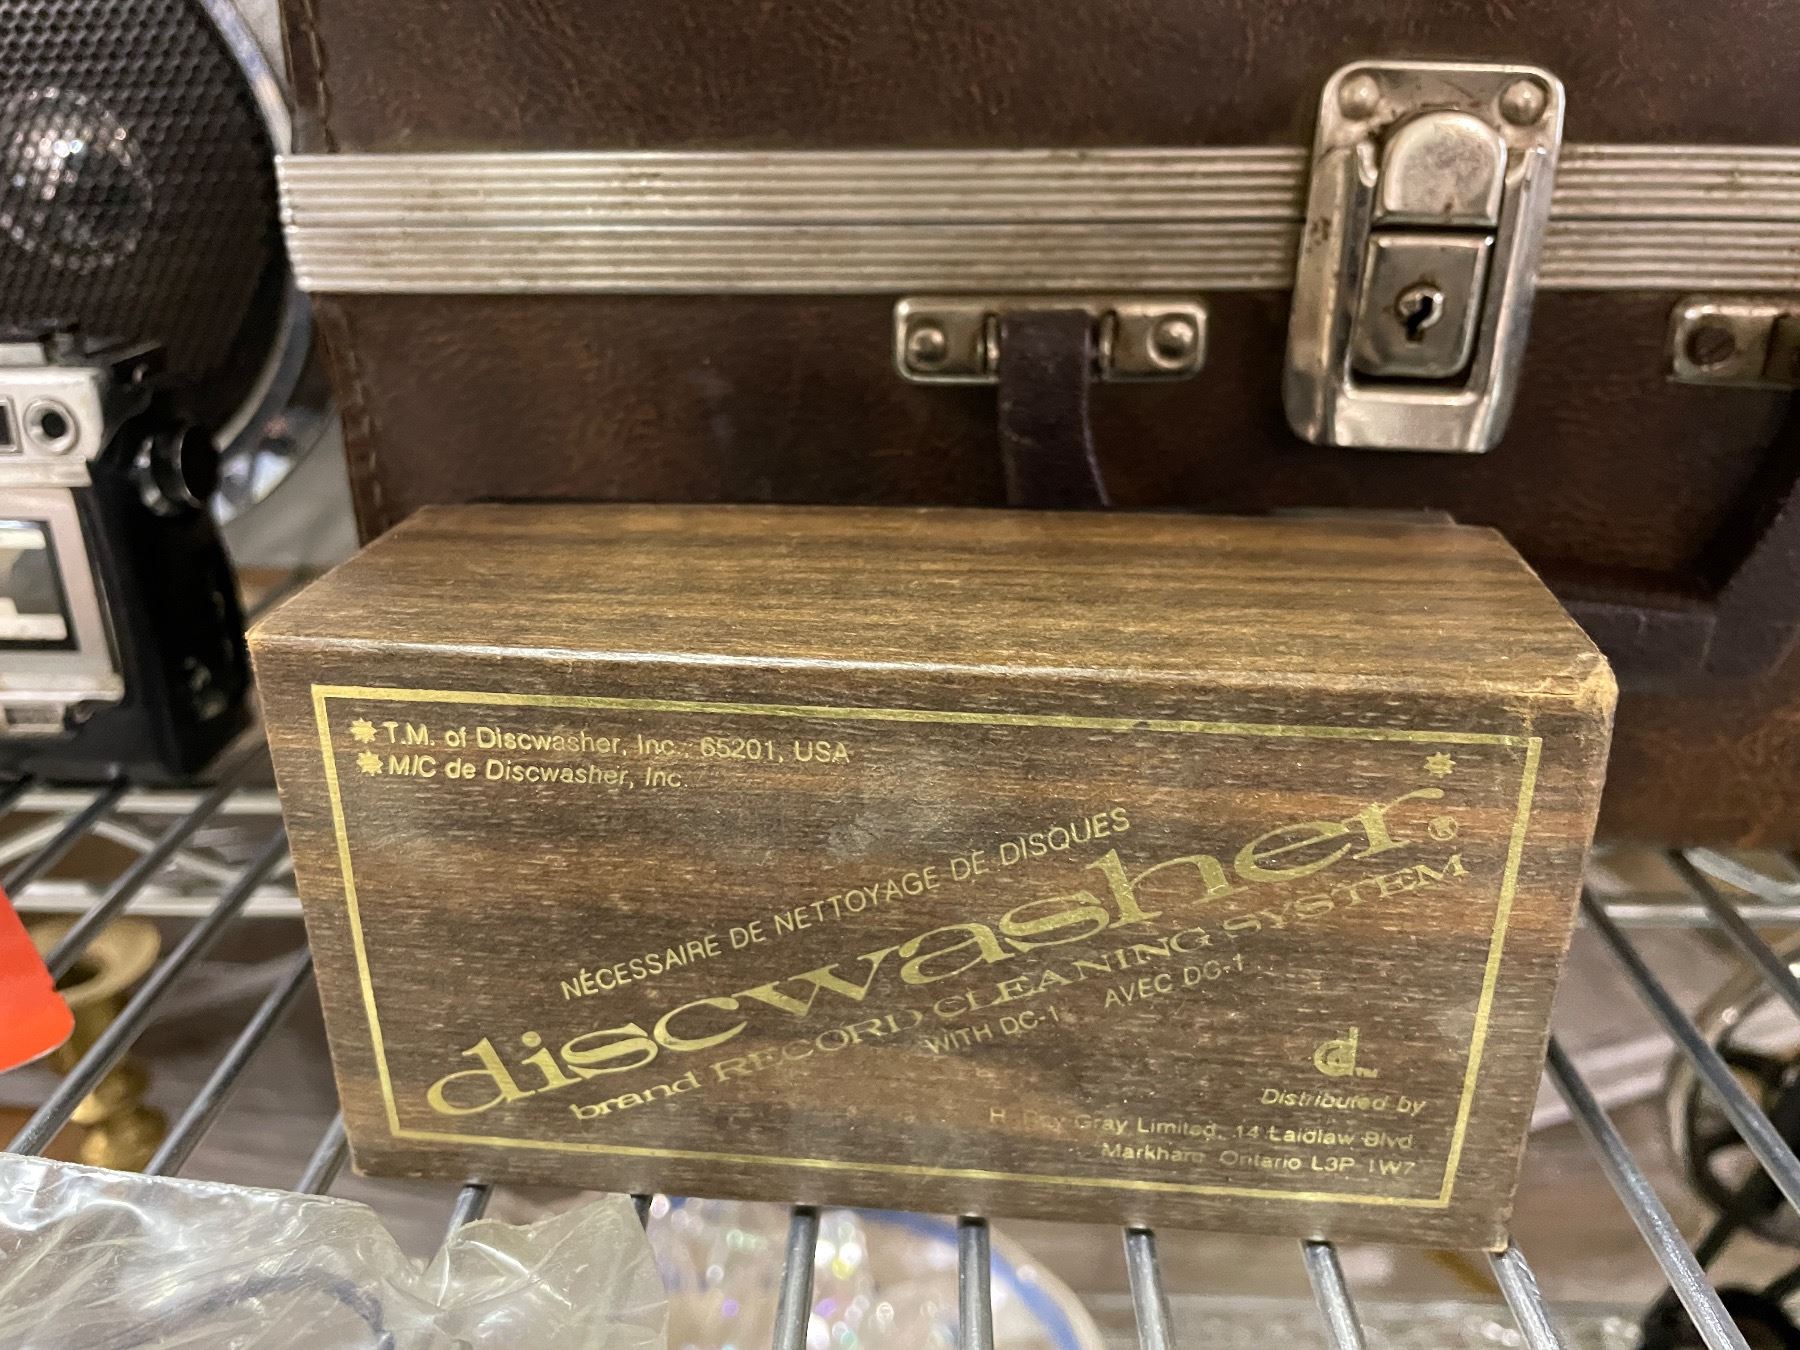 ✷ T.M. of Discwasher, Inc., 65201, USA
✷ M/C de Discwasher, Inc.
NÉCESSAIRE DE NETTOYAGE DE DISQUES
discwasher.®
brand RECORD CLEANING SYSTEM
WITH DC-1 AVEC DC-1
Distributed by
Gray Limited, 14 Laidlaw Blvd
Markham Ontario L3P 1W7